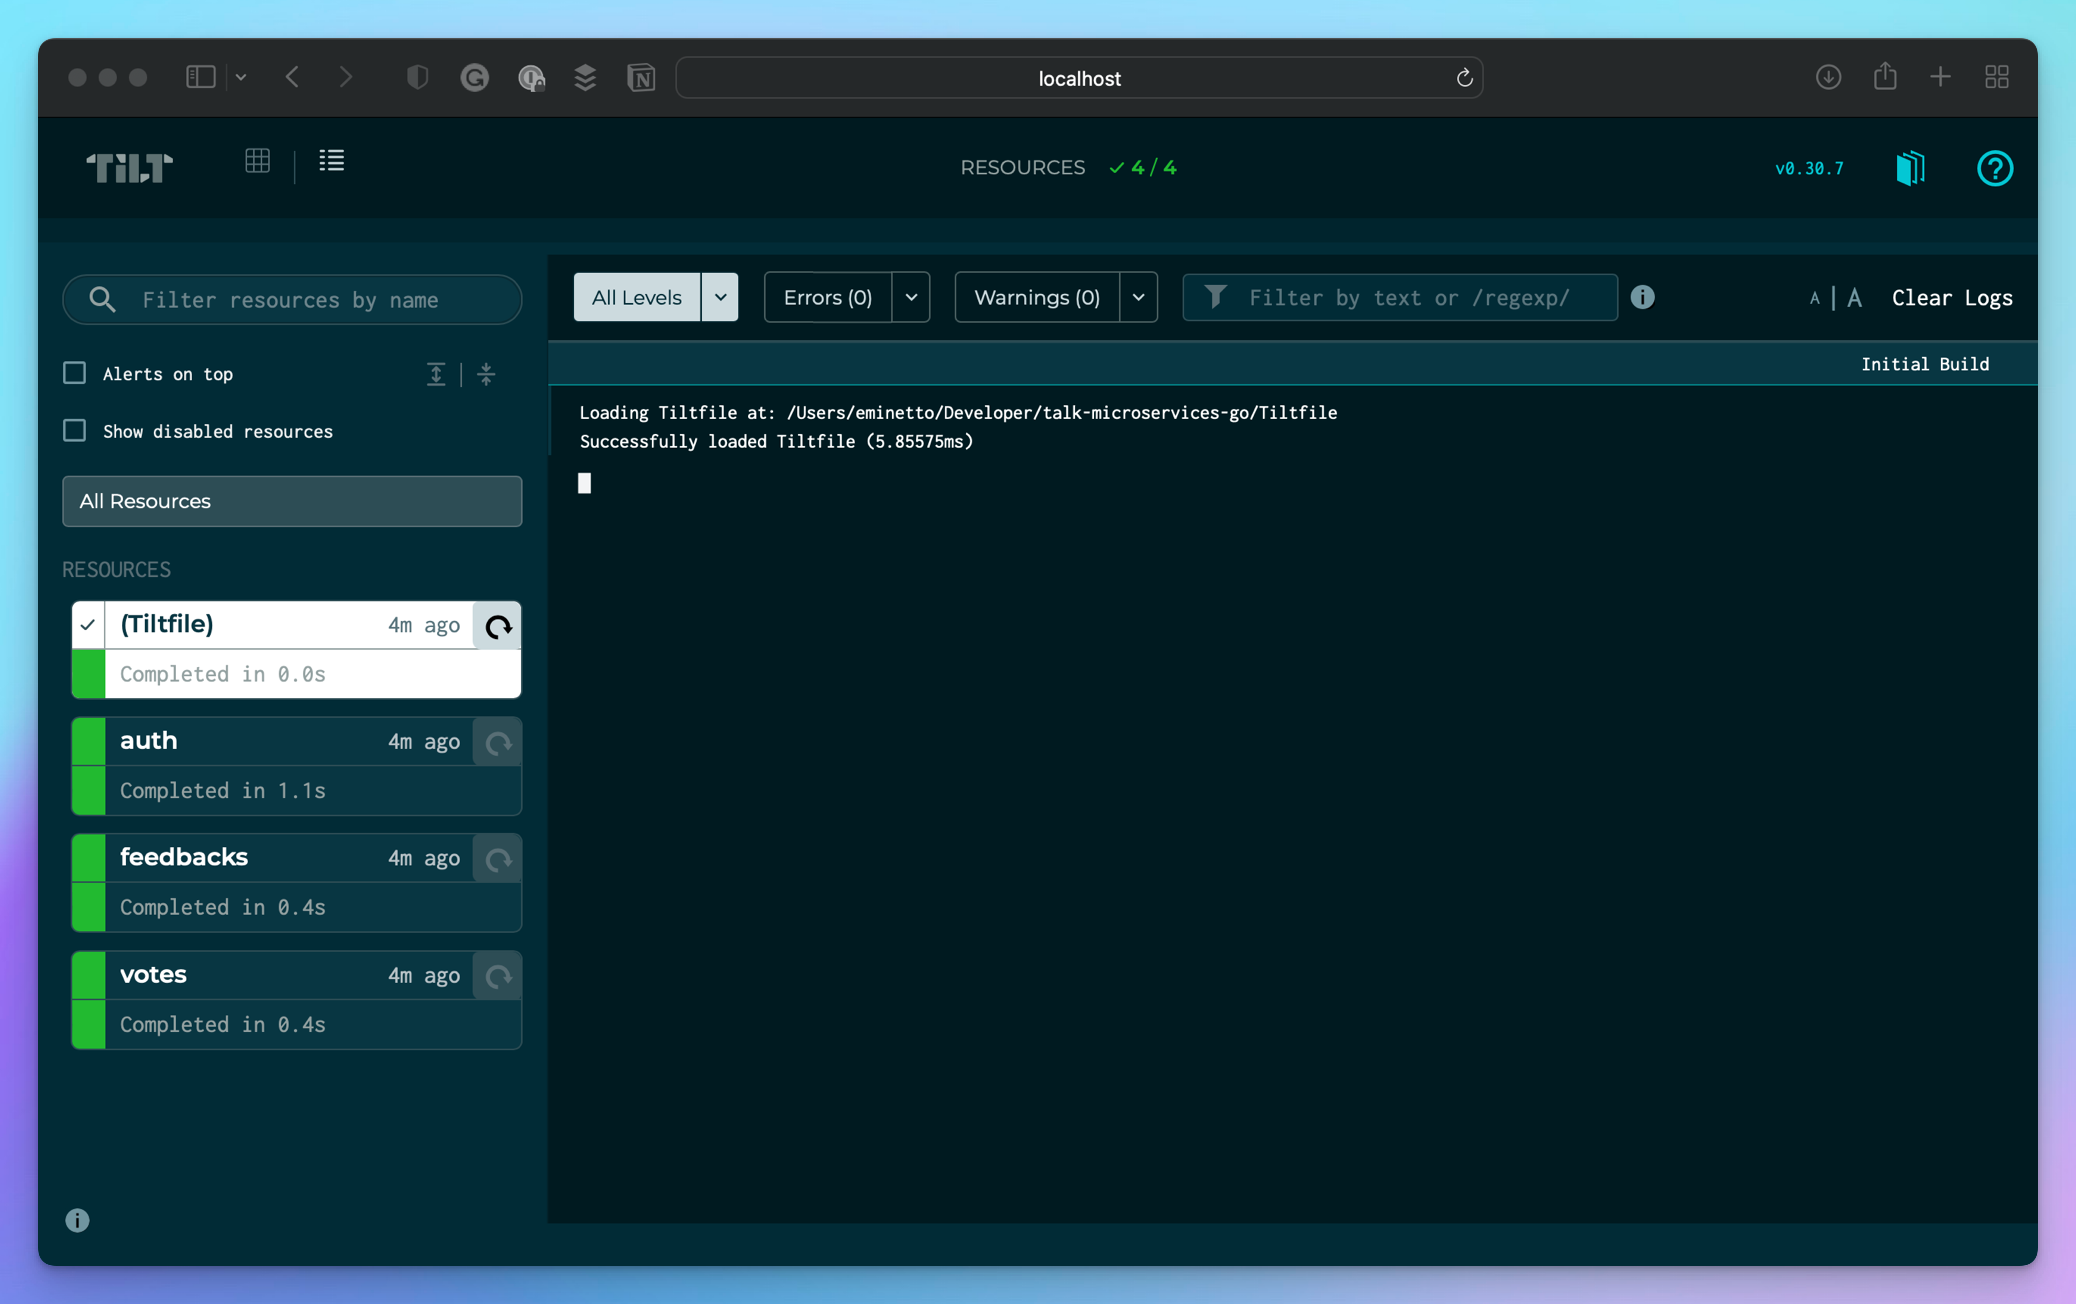 localhost
TiLT
RESOURCES ✓ 4 / 4
v0.30.7
Filter resources by name
All Levels
Errors (0)
Warnings (0)
Filter by text or /regexp/
A | A
Clear Logs
Alerts on top
Show disabled resources
Initial Build
Loading Tiltfile at: /Users/eminetto/Developer/talk-microservices-go/Tiltfile
Successfully loaded Tiltfile (5.85575ms)
All Resources
RESOURCES
(Tiltfile) 4m ago
Completed in 0.0s
auth 4m ago
Completed in 1.1s
feedbacks 4m ago
Completed in 0.4s
votes 4m ago
Completed in 0.4s